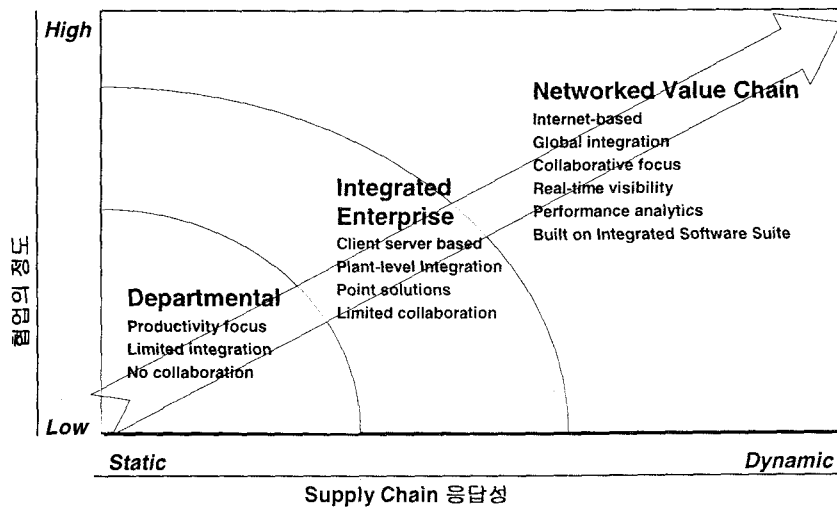 High
Networked Value Chain
Internet-based
Global integration
Collaborative focus
Real-time visibility
Performance analytics
Built on Integrated Software Suite
Integrated
Enterprise
Client server based
Plant-level Integration
Point solutions
Limited collaboration
Departmental
Productivity focus
Limited integration
No collaboration
협업의 정도
Low
Static
Dynamic
Supply Chain 응답성